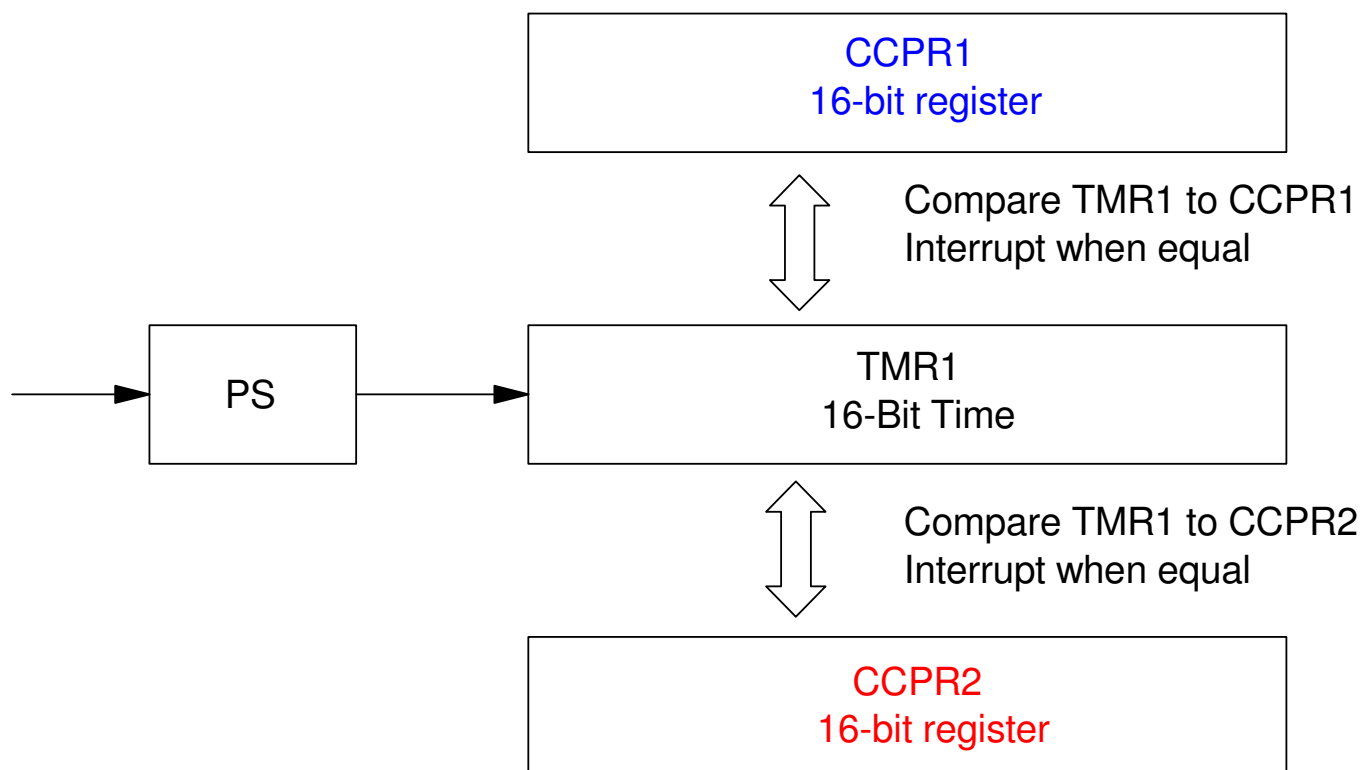 CCPR1
16-bit register
Compare TMR1 to CCPR1
Interrupt when equal
PS
TMR1
16-Bit Time
Compare TMR1 to CCPR2
Interrupt when equal
CCPR2
16-bit register